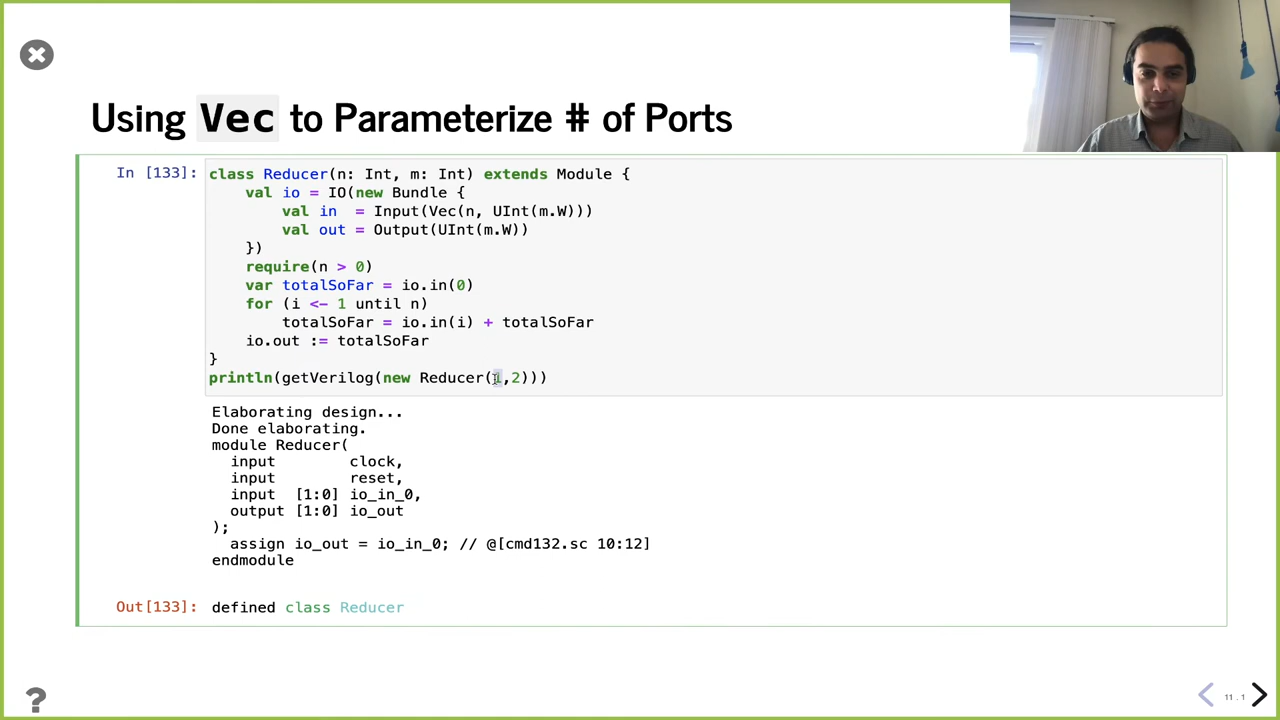 Using Vec to Parameterize # of Ports
In [133]:
class Reducer(n: Int, m: Int) extends Module {
    val io = IO(new Bundle {
        val in  = Input(Vec(n, UInt(m.W)))
        val out = Output(UInt(m.W))
    })
    require(n > 0)
    var totalSoFar = io.in(0)
    for (i <- 1 until n)
        totalSoFar = io.in(i) + totalSoFar
    io.out := totalSoFar
}
println(getVerilog(new Reducer(1,2)))
Elaborating design...
Done elaborating.
module Reducer(
  input        clock,
  input        reset,
  input  [1:0] io_in_0,
  output [1:0] io_out
);
  assign io_out = io_in_0; // @[cmd132.sc 10:12]
endmodule
Out[133]: defined class Reducer
?
11 . 1